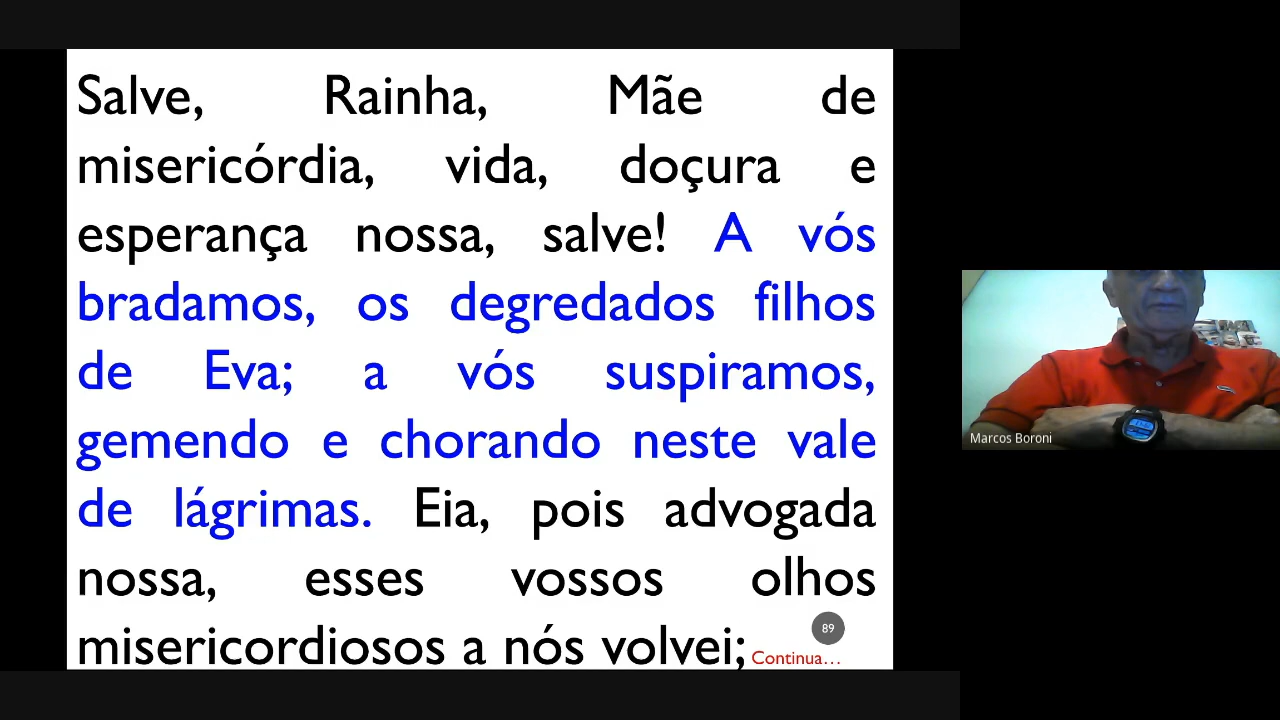 Salve, Rainha, Mãe de
misericórdia, vida, doçura e
esperança nossa, salve! A vós
bradamos, os degredados filhos
de Eva; a vós suspiramos,
gemendo e chorando neste vale
de lágrimas. Eia, pois advogada
nossa, esses vossos olhos
misericordiosos a nós volvei;
89
Continua...
Marcos Boroni